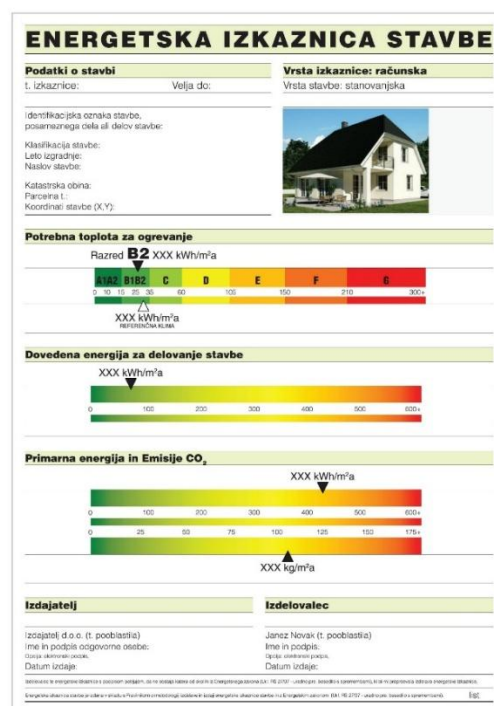 ENERGETSKA IZKAZNICA STAVBE
Podatki o stavbi
t. izkaznice: Velja do:
Identifikacijska oznaka stavbe,
posameznega dela ali delov stavbe:
Klasifikacija stavbe:
Leto izgradnje:
Naslov stavbe:
Katastrska obina:
Parcelna t.:
Koordinati stavbe (X,Y):
Vrsta izkaznice: računska
Vrsta stavbe: stanovanjska
Potrebna toplota za ogrevanje
Razred B2 XXX kWh/m²a
A1 A2 B1 B2 C D E F G
0 10 15 25 35 60 105 150 210 300+
XXX kWh/m²a
REFERENČNA KLIMA
Dovedena energija za delovanje stavbe
XXX kWh/m²a
0 100 200 300 400 500 600+
Primarna energija in Emisije CO₂
XXX kWh/m²a
0 100 200 300 400 500 600+
0 25 50 75 100 125 150 175+
XXX kg/m²a
Izdajatelj
Izdajatelj d.o.o. (t. pooblastila)
Ime in podpis odgovorne osebe:
Opcija: elektronski podpis,
Datum izdaje:
Izdelovalec
Janez Novak (t. pooblastila)
Ime in podpis:
Opcija: elektronski podpis,
Datum izdaje:
list